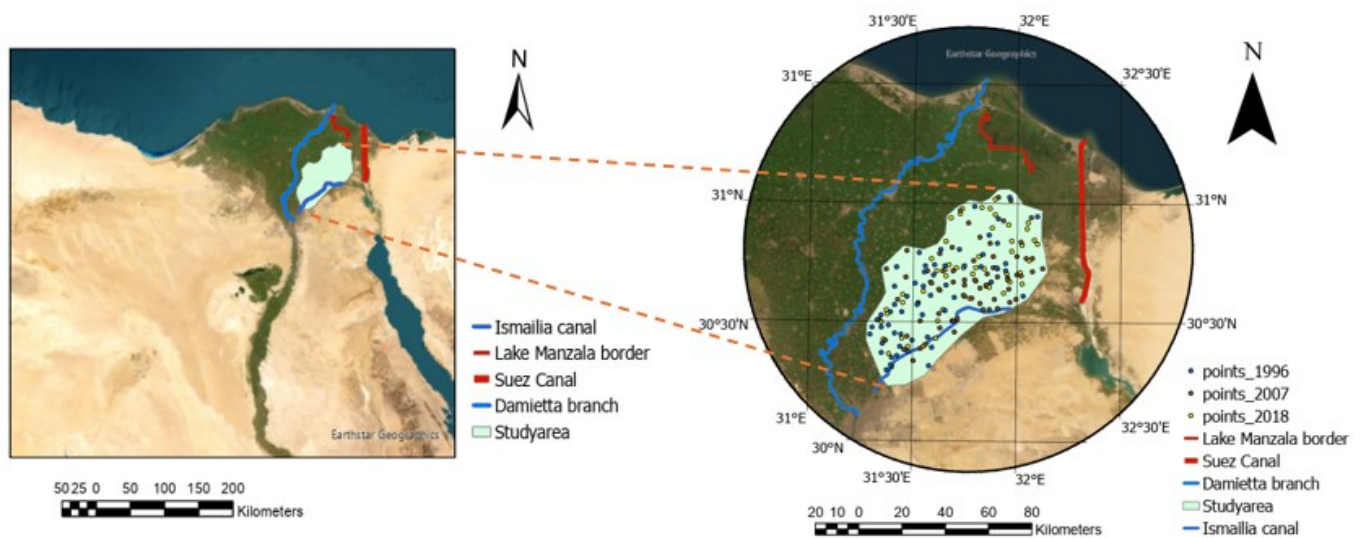 N
Ismailia canal
Lake Manzala border
Suez Canal
Damietta branch
Studyarea
Earthstar Geographics
5025 0 50 100 150 200
Kilometers
31°30'E
32°E
Earthstar Geographics
N
31°E
32°30'E
31°N
31°N
30°30'N
30°30'N
31°E
30°N
32°30'E
31°30'E
32°E
points_1996
points_2007
points_2018
Lake Manzala border
Suez Canal
Damietta branch
Studyarea
Ismailia canal
20 10 0 20 40 60 80
Kilometers